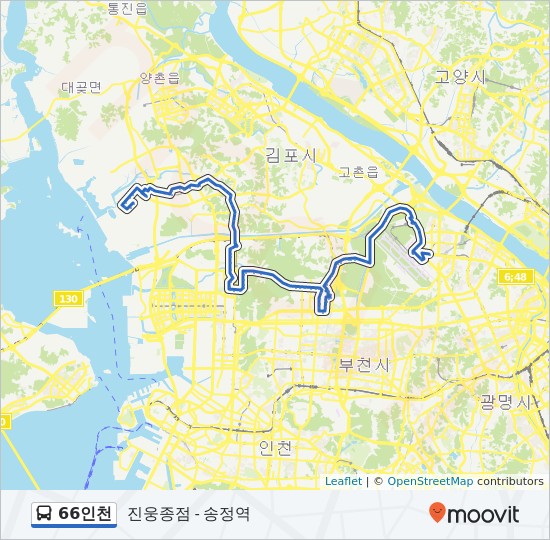 통진읍
고양시
양촌읍
대곶면
김포시
고촌읍
6;48
130
0
부천시
광명시
인천
Leaflet | © OpenStreetMap contributors
66인천 진웅종점 - 송정역
moovit